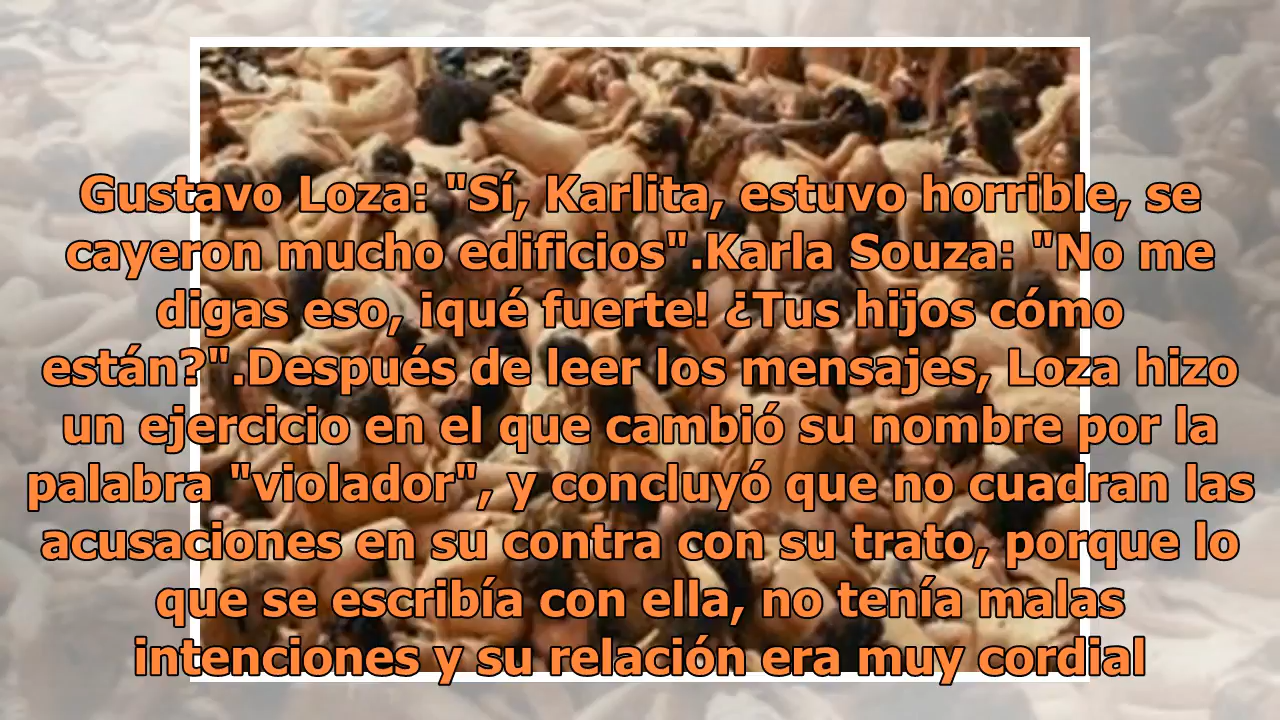 Gustavo Loza: "Sí, Karlita, estuvo horrible, se
cayeron mucho edificios".Karla Souza: "No me
digas eso, ¡qué fuerte! ¿Tus hijos cómo
están?".Después de leer los mensajes, Loza hizo
un ejercicio en el que cambió su nombre por la
palabra "violador", y concluyó que no cuadran las
acusaciones en su contra con su trato, porque lo
que se escribía con ella, no tenía malas
intenciones y su relación era muy cordial